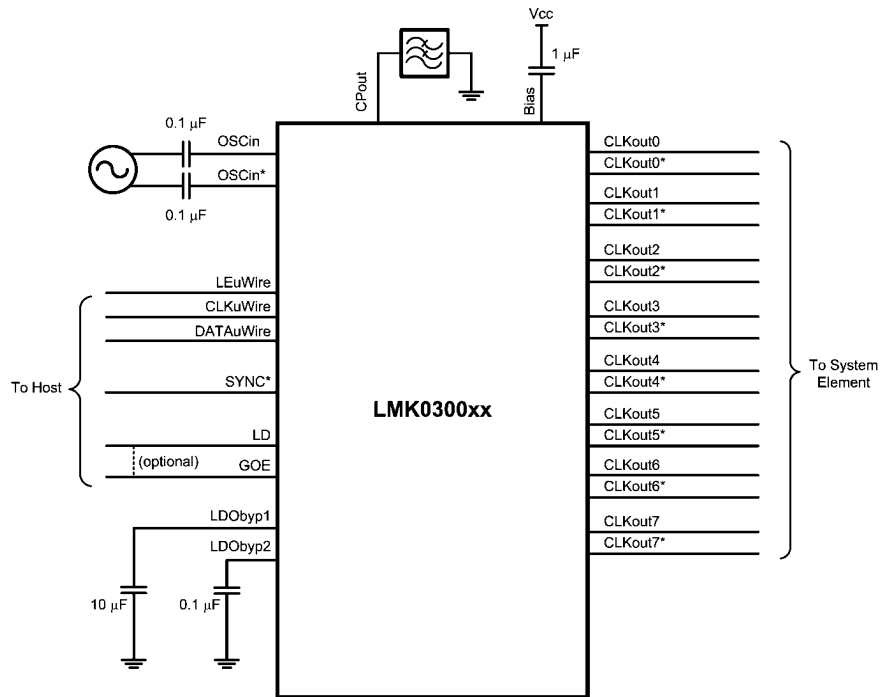 Vcc
1 μF
CPout
Bias
0.1 μF
OSCin
OSCin*
0.1 μF
LEuWire
CLKuWire
DATAuWire
To Host
SYNC*
LD
(optional)
GOE
LDObyp1
LDObyp2
10 μF
0.1 μF
LMK0300xx
CLKout0
CLKout0*
CLKout1
CLKout1*
CLKout2
CLKout2*
CLKout3
CLKout3*
CLKout4
CLKout4*
CLKout5
CLKout5*
CLKout6
CLKout6*
CLKout7
CLKout7*
To System
Element